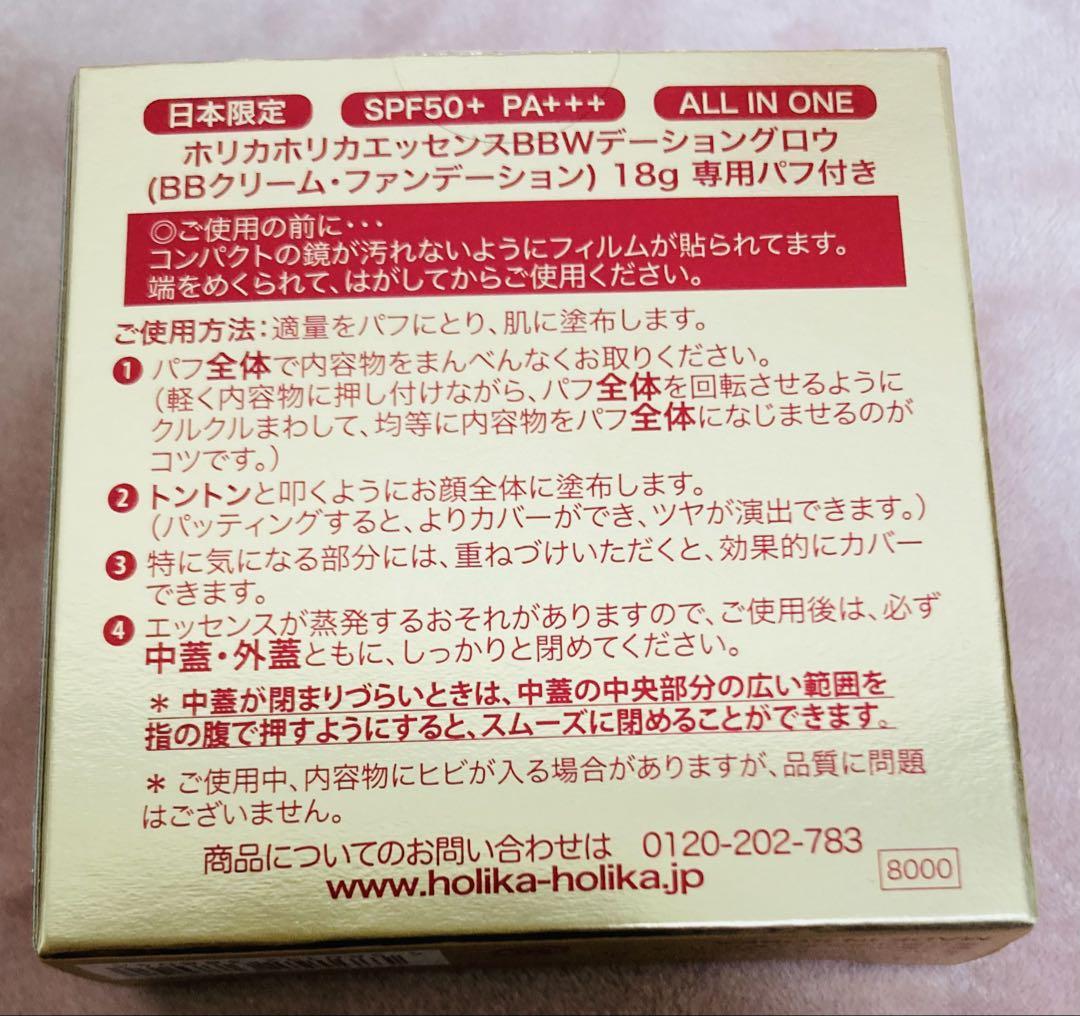 日本限定 SPF50+ PA+++ ALL IN ONE
ホリカホリカエッセンスBBWデーショングロウ
(BBクリーム・ファンデーション) 18g 専用パフ付き
◎ご使用の前に・・・
コンパクトの鏡が汚れないようにフィルムが貼られてます。
端をめくられて、はがしてからご使用ください。
ご使用方法:適量をパフにとり、肌に塗布します。
❶ パフ全体で内容物をまんべんなくお取りください。
(軽く内容物に押し付けながら、パフ全体を回転させるように
クルクルまわして、均等に内容物をパフ全体になじませるのが
コツです。)
❷ トントンと叩くようにお顔全体に塗布します。
(パッティングすると、よりカバーができ、ツヤが演出できます。)
❸ 特に気になる部分には、重ねづけいただくと、効果的にカバー
できます。
❹ エッセンスが蒸発するおそれがありますので、ご使用後は、必ず
中蓋・外蓋ともに、しっかりと閉めてください。
* 中蓋が閉まりづらいときは、中蓋の中央部分の広い範囲を
指の腹で押すようにすると、スムーズに閉めることができます。
* ご使用中、内容物にヒビが入る場合がありますが、品質に問題
はございません。
商品についてのお問い合わせは 0120-202-783
www.holika-holika.jp
8000